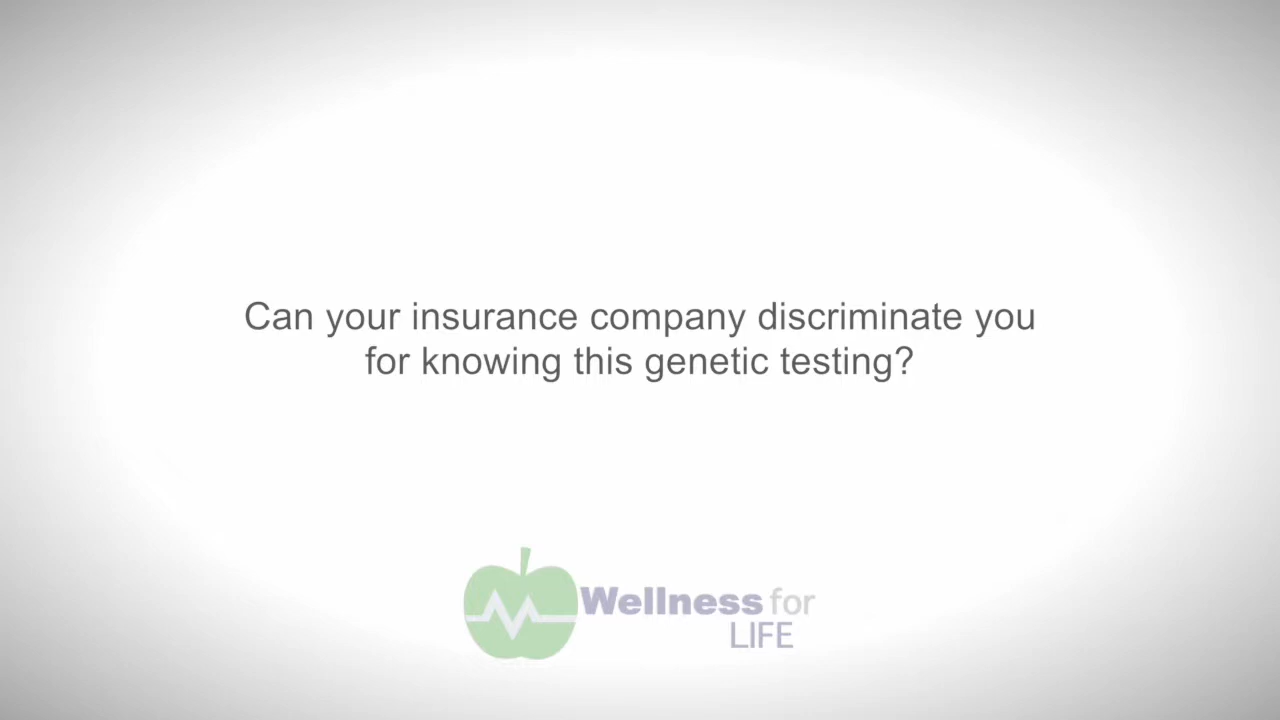 Can your insurance company discriminate you
for knowing this genetic testing?
Wellness for
LIFE